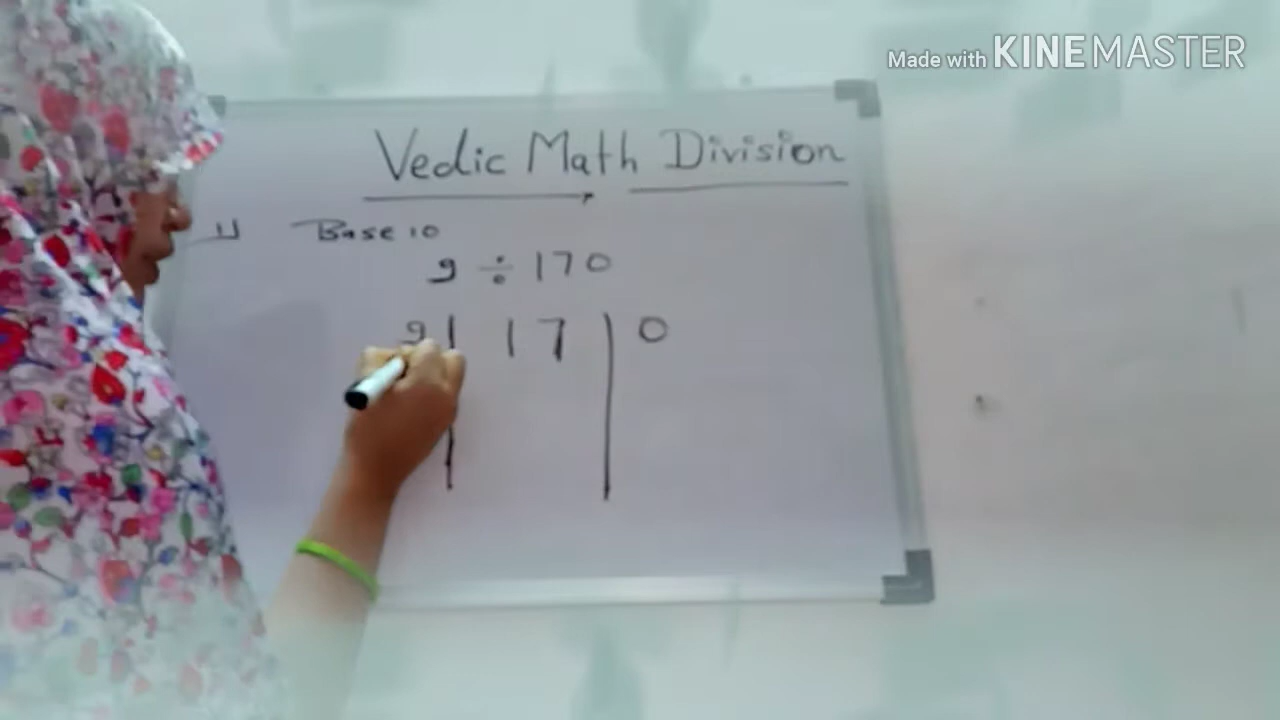 Made with KINEMASTER
Vedic Math Division
1) Base 10
9 ÷ 170
9 | 17 | 0